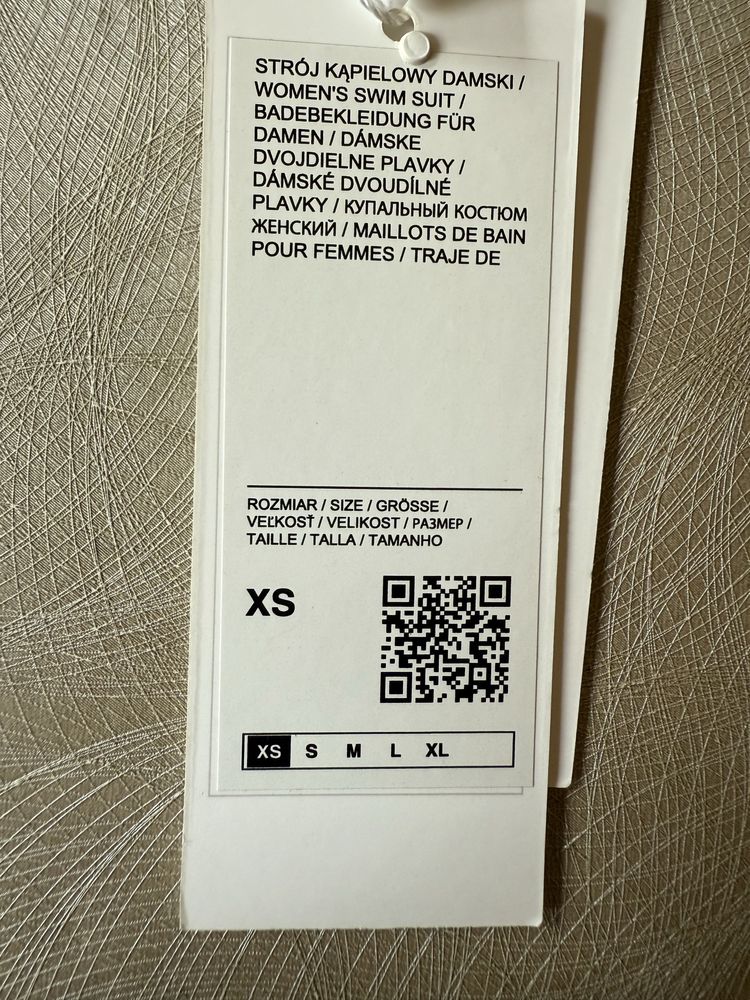 STRÓJ KĄPIELOWY DAMSKI /
WOMEN'S SWIM SUIT /
BADEBEKLEIDUNG FÜR
DAMEN / DÁMSKE
DVOJDIELNE PLAVKY /
DÁMSKÉ DVOUDÍLNÉ
PLAVKY / КУПАЛЬНЫЙ КОСТЮМ
ЖЕНСКИЙ / MAILLOTS DE BAIN
POUR FEMMES / TRAJE DE
ROZMIAR / SIZE / GRÖSSE /
VEĽKOSŤ / VELIKOST / РАЗМЕР /
TAILLE / TALLA / TAMANHO
XS
XS S M L XL